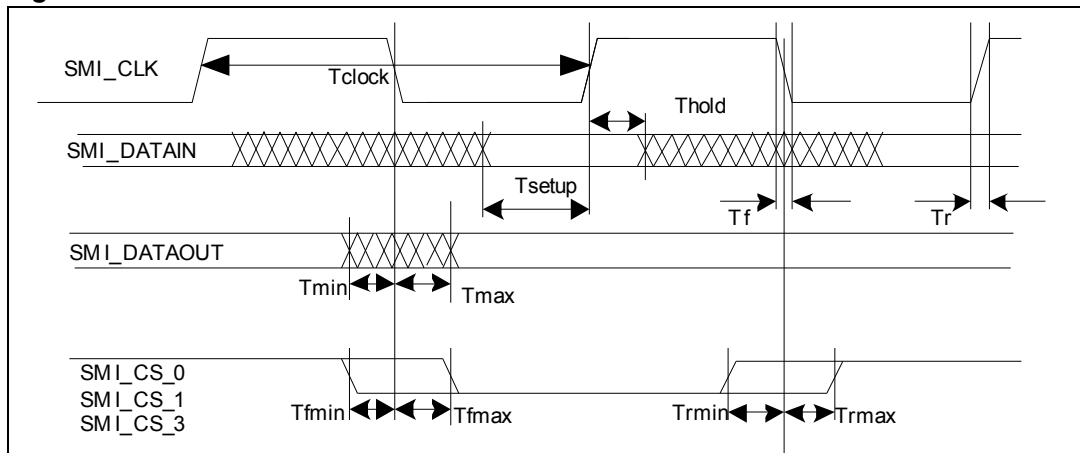 SMI_CLK
Tclock
Thold
SMI_DATAIN
Tsetup
Tf
Tr
SMI_DATAOUT
Tmin
Tmax
SMI_CS_0
SMI_CS_1
SMI_CS_3
Tfmin
Tfmax
Trmin
Trmax